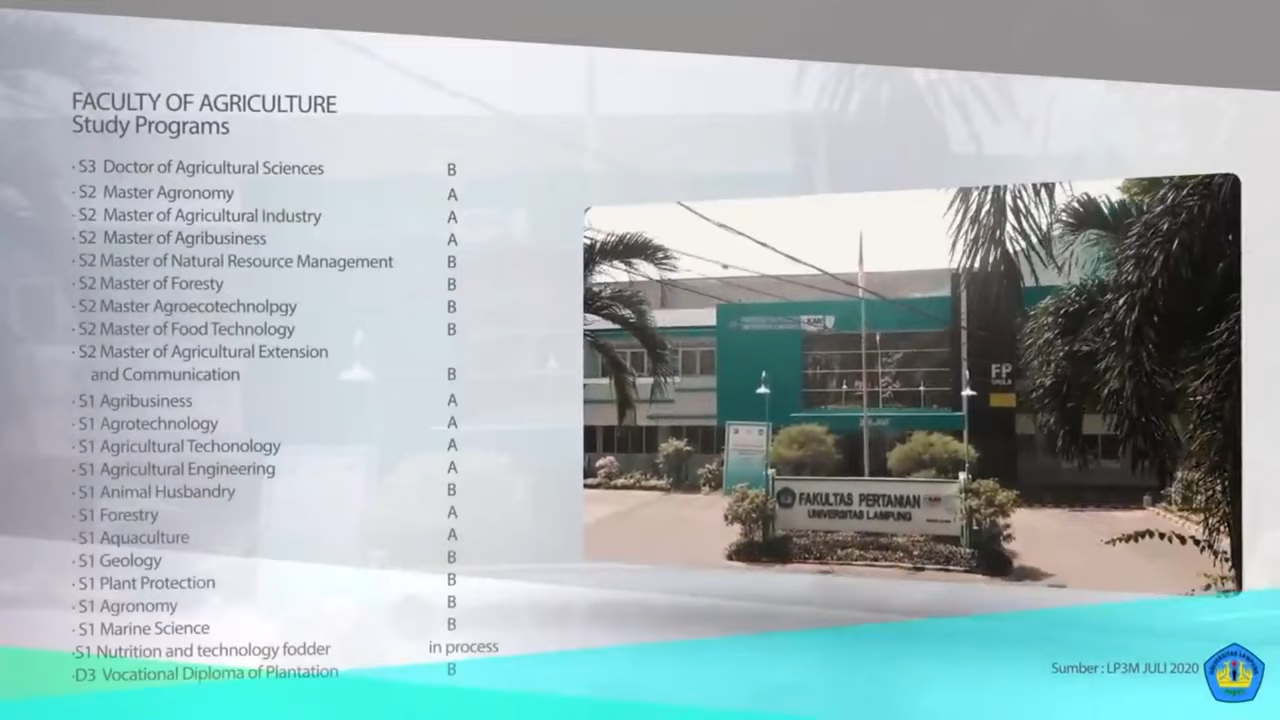 FACULTY OF AGRICULTURE
Study Programs
· S3 Doctor of Agricultural Sciences B
· S2 Master Agronomy A
· S2 Master of Agricultural Industry A
· S2 Master of Agribusiness A
· S2 Master of Natural Resource Management B
· S2 Master of Foresty B
· S2 Master Agroecotechnolpgy B
· S2 Master of Food Technology B
· S2 Master of Agricultural Extension
and Communication B
· S1 Agribusiness A
· S1 Agrotechnology A
· S1 Agricultural Techonology A
· S1 Agricultural Engineering A
· S1 Animal Husbandry B
· S1 Forestry A
· S1 Aquaculture A
· S1 Geology B
· S1 Plant Protection B
· S1 Agronomy B
· S1 Marine Science B
·S1 Nutrition and technology fodder in process
·D3 Vocational Diploma of Plantation B
FP
UNILA
FAKULTAS PERTANIAN
UNIVERSITAS LAMPUNG
Sumber : LP3M JULI 2020
UNIVERSITAS LAMPUNG